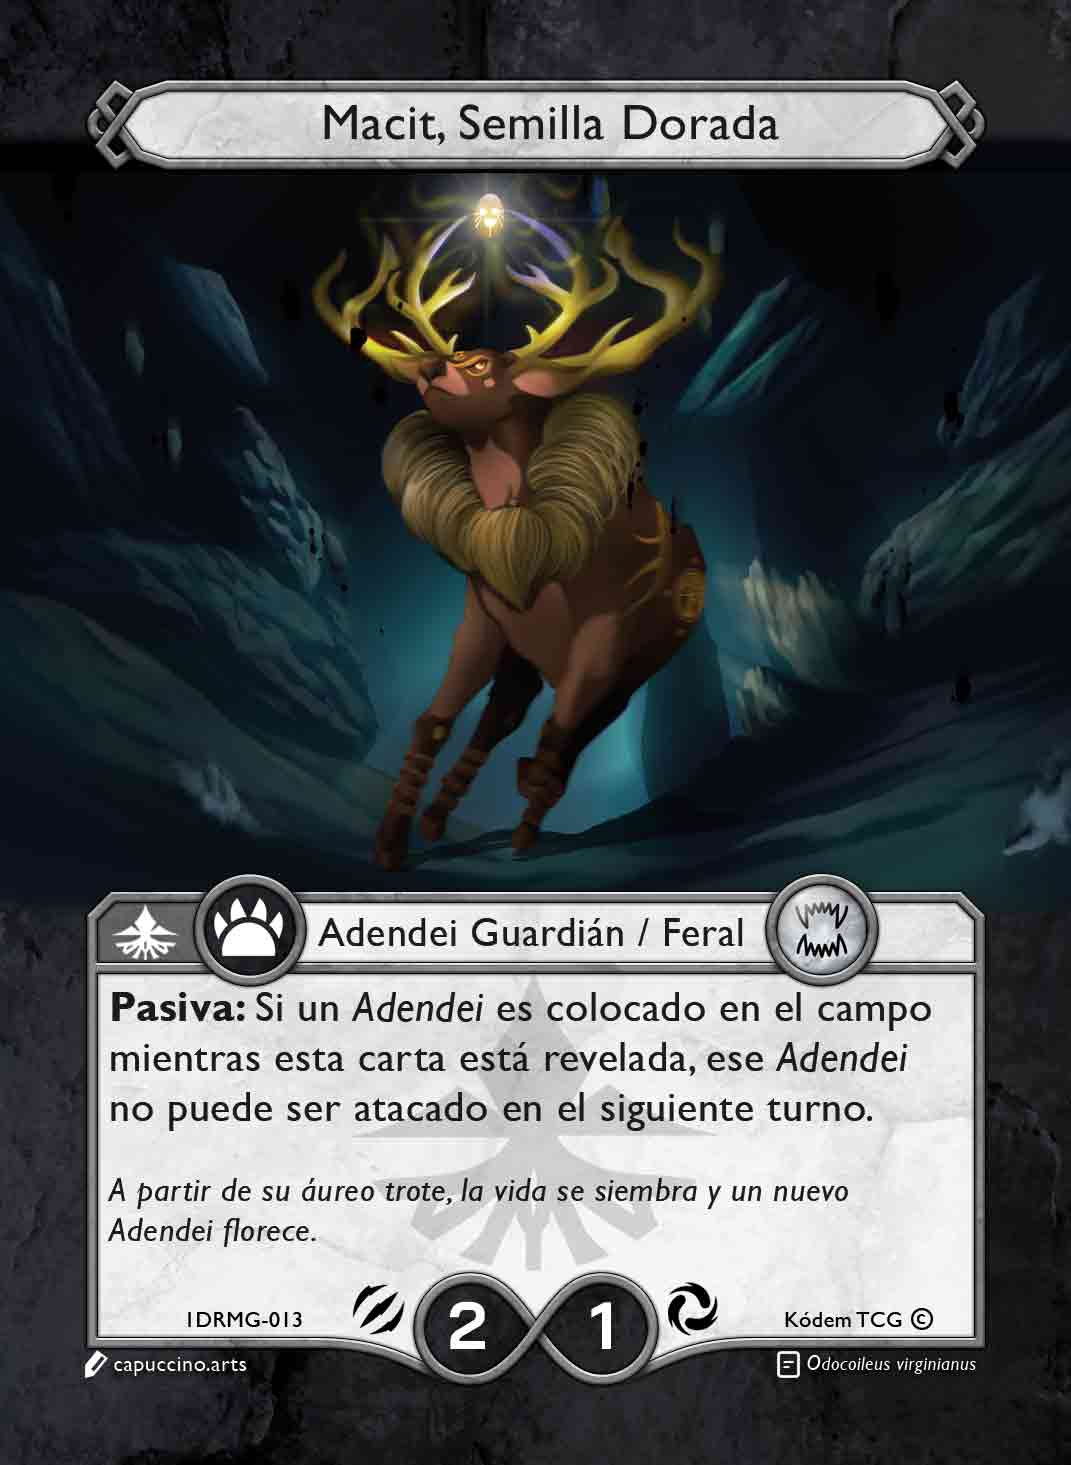 Macit, Semilla Dorada
Adendei Guardián / Feral
Pasiva: Si un Adendei es colocado en el campo
mientras esta carta está revelada, ese Adendei
no puede ser atacado en el siguiente turno.
A partir de su áureo trote, la vida se siembra y un nuevo
Adendei florece.
1DRMG-013
2
1
Kódem TCG ©
capuccino.arts
Odocoileus virginianus